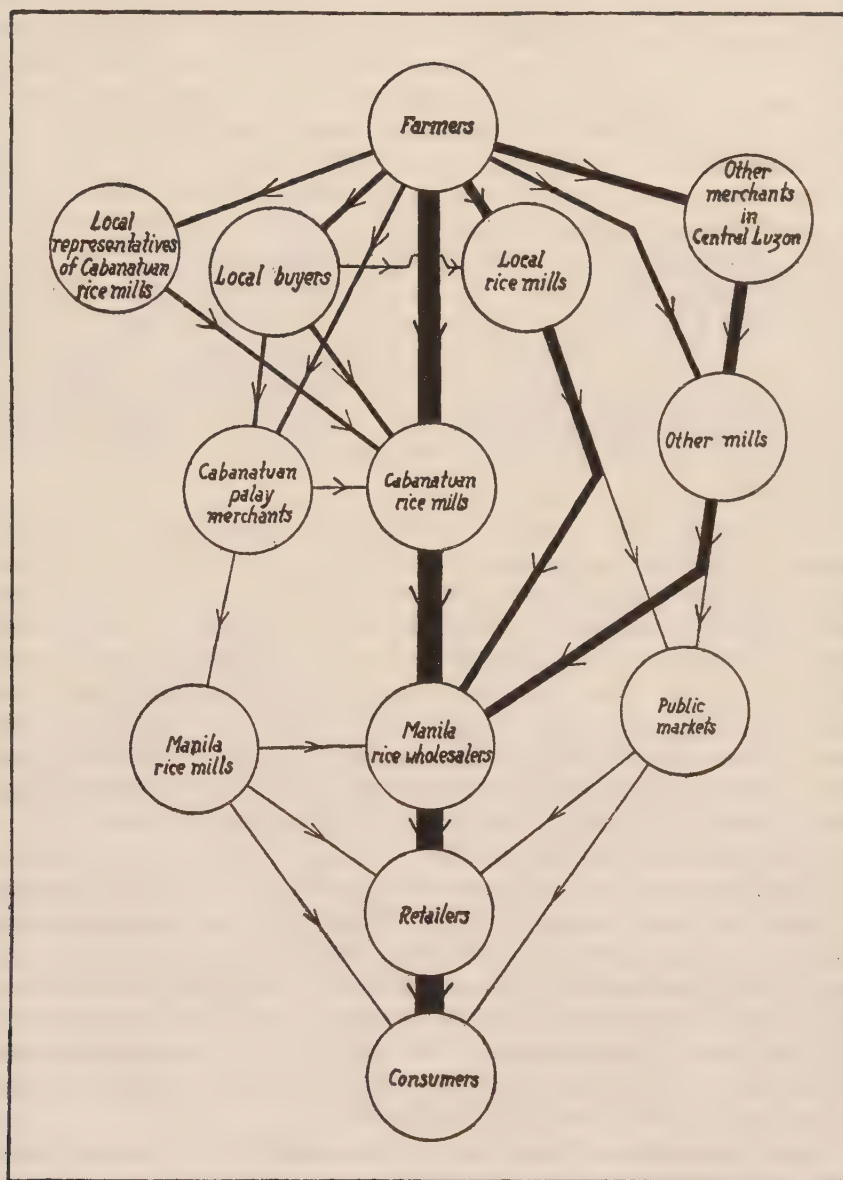 Farmers
Other
merchants
in
Central Luzon
Local
representatives
of Cabanatuan
rice mills
Local buyers
Local
rice mills
Other mills
Cabanatuan
palay
merchants
Cabanatuan
rice mills
Manila
rice mills
Manila
rice wholesalers
Public
markets
Retailers
Consumers